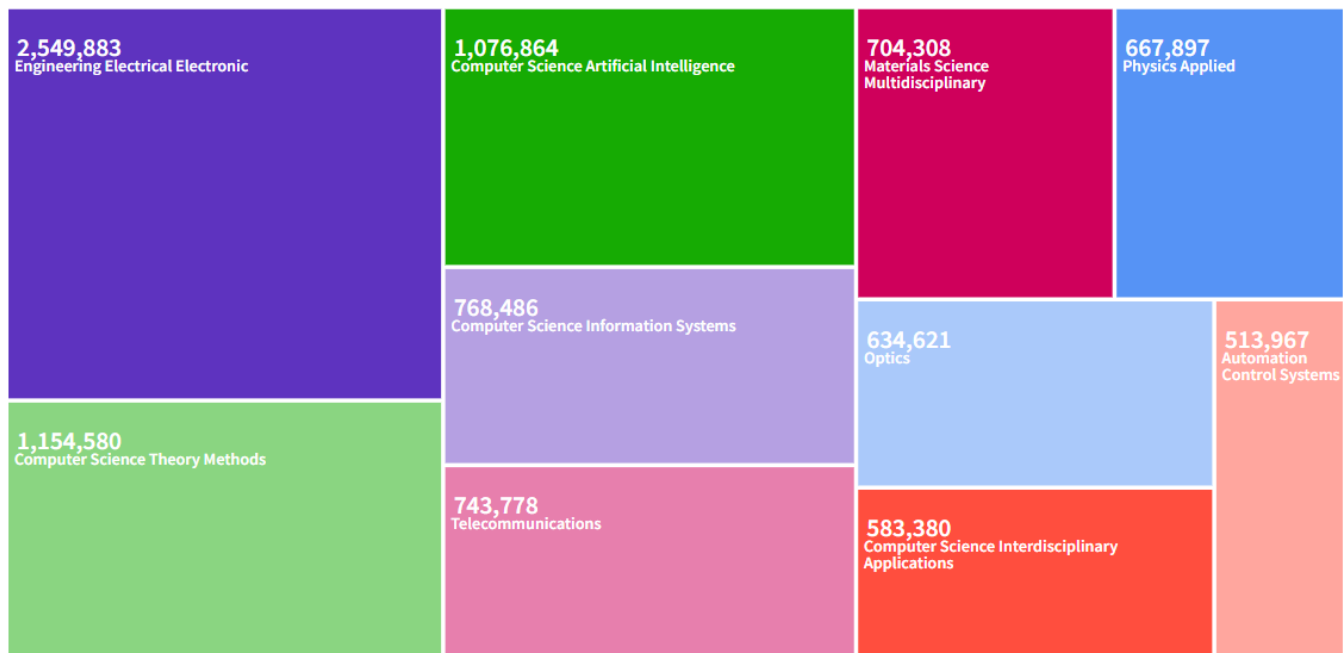 2,549,883
Engineering Electrical Electronic
1,154,580
Computer Science Theory Methods
1,076,864
Computer Science Artificial Intelligence
768,486
Computer Science Information Systems
743,778
Telecommunications
704,308
Materials Science
Multidisciplinary
667,897
Physics Applied
634,621
Optics
583,380
Computer Science Interdisciplinary
Applications
513,967
Automation
Control Systems